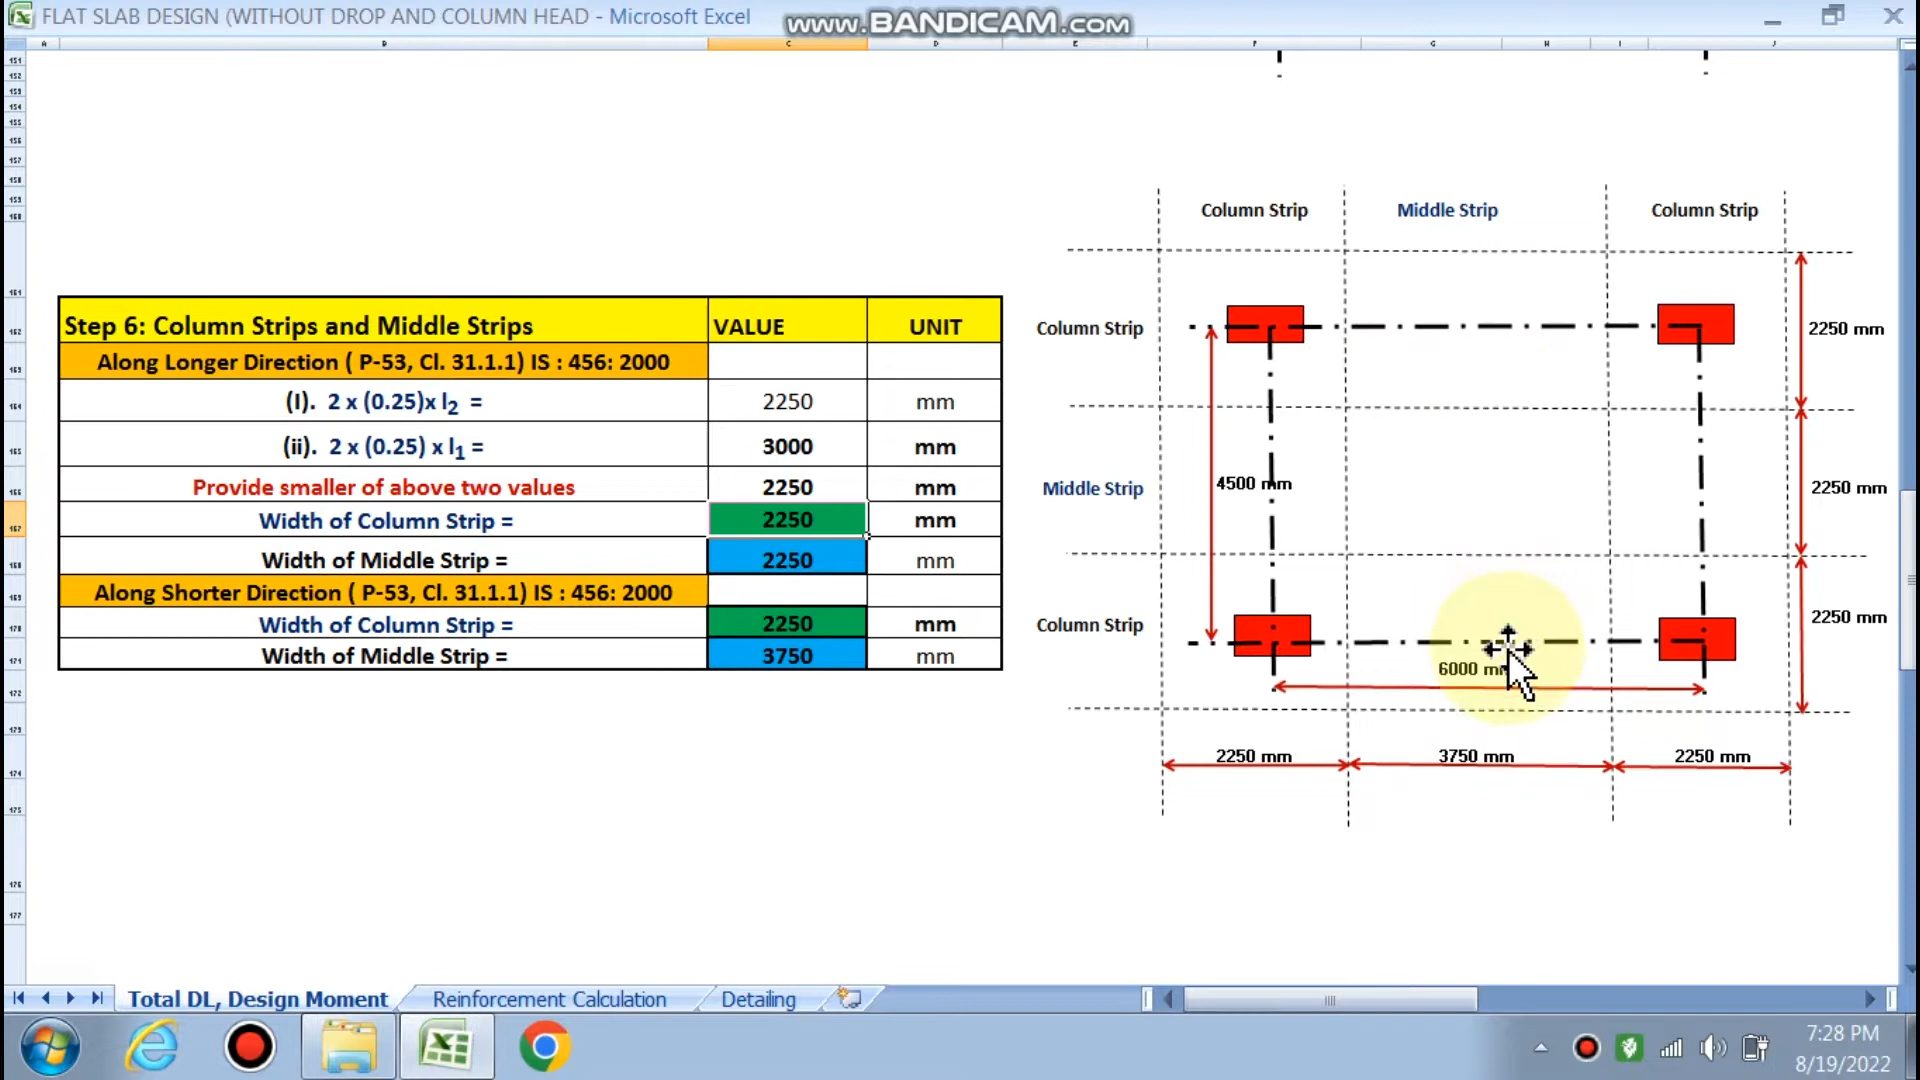 FLAT SLAB DESIGN (WITHOUT DROP AND COLUMN HEAD - Microsoft Excel
www.BANDICAM.com
Column Strip Middle Strip Column Strip
Step 6: Column Strips and Middle Strips VALUE UNIT
Along Longer Direction ( P-53, Cl. 31.1.1) IS : 456: 2000
(I). 2 x (0.25)x l2 = 2250 mm
(ii). 2 x (0.25) x l1 = 3000 mm
Provide smaller of above two values 2250 mm
Width of Column Strip = 2250 mm
Width of Middle Strip = 2250 mm
Along Shorter Direction ( P-53, Cl. 31.1.1) IS : 456: 2000
Width of Column Strip = 2250 mm
Width of Middle Strip = 3750 mm
Column Strip 2250 mm
4500 mm
Middle Strip 2250 mm
Column Strip 2250 mm
6000
2250 mm 3750 mm 2250 mm
Total DL, Design Moment Reinforcement Calculation Detailing
7:28 PM
8/19/2022